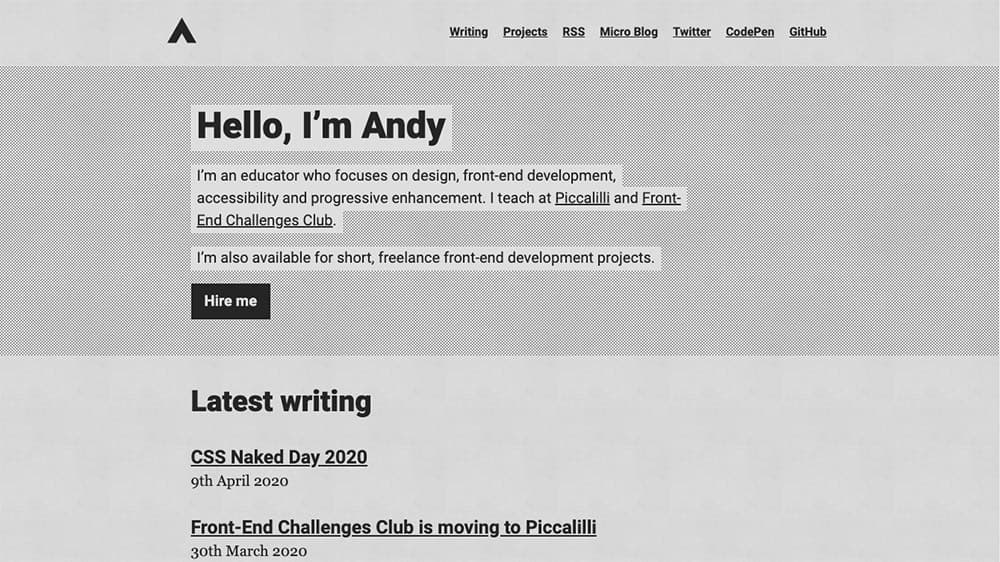 Writing Projects RSS Micro Blog Twitter CodePen GitHub
Hello, I’m Andy
I’m an educator who focuses on design, front-end development,
accessibility and progressive enhancement. I teach at Piccalilli and Front-
End Challenges Club.
I’m also available for short, freelance front-end development projects.
Hire me
Latest writing
CSS Naked Day 2020
9th April 2020
Front-End Challenges Club is moving to Piccalilli
30th March 2020